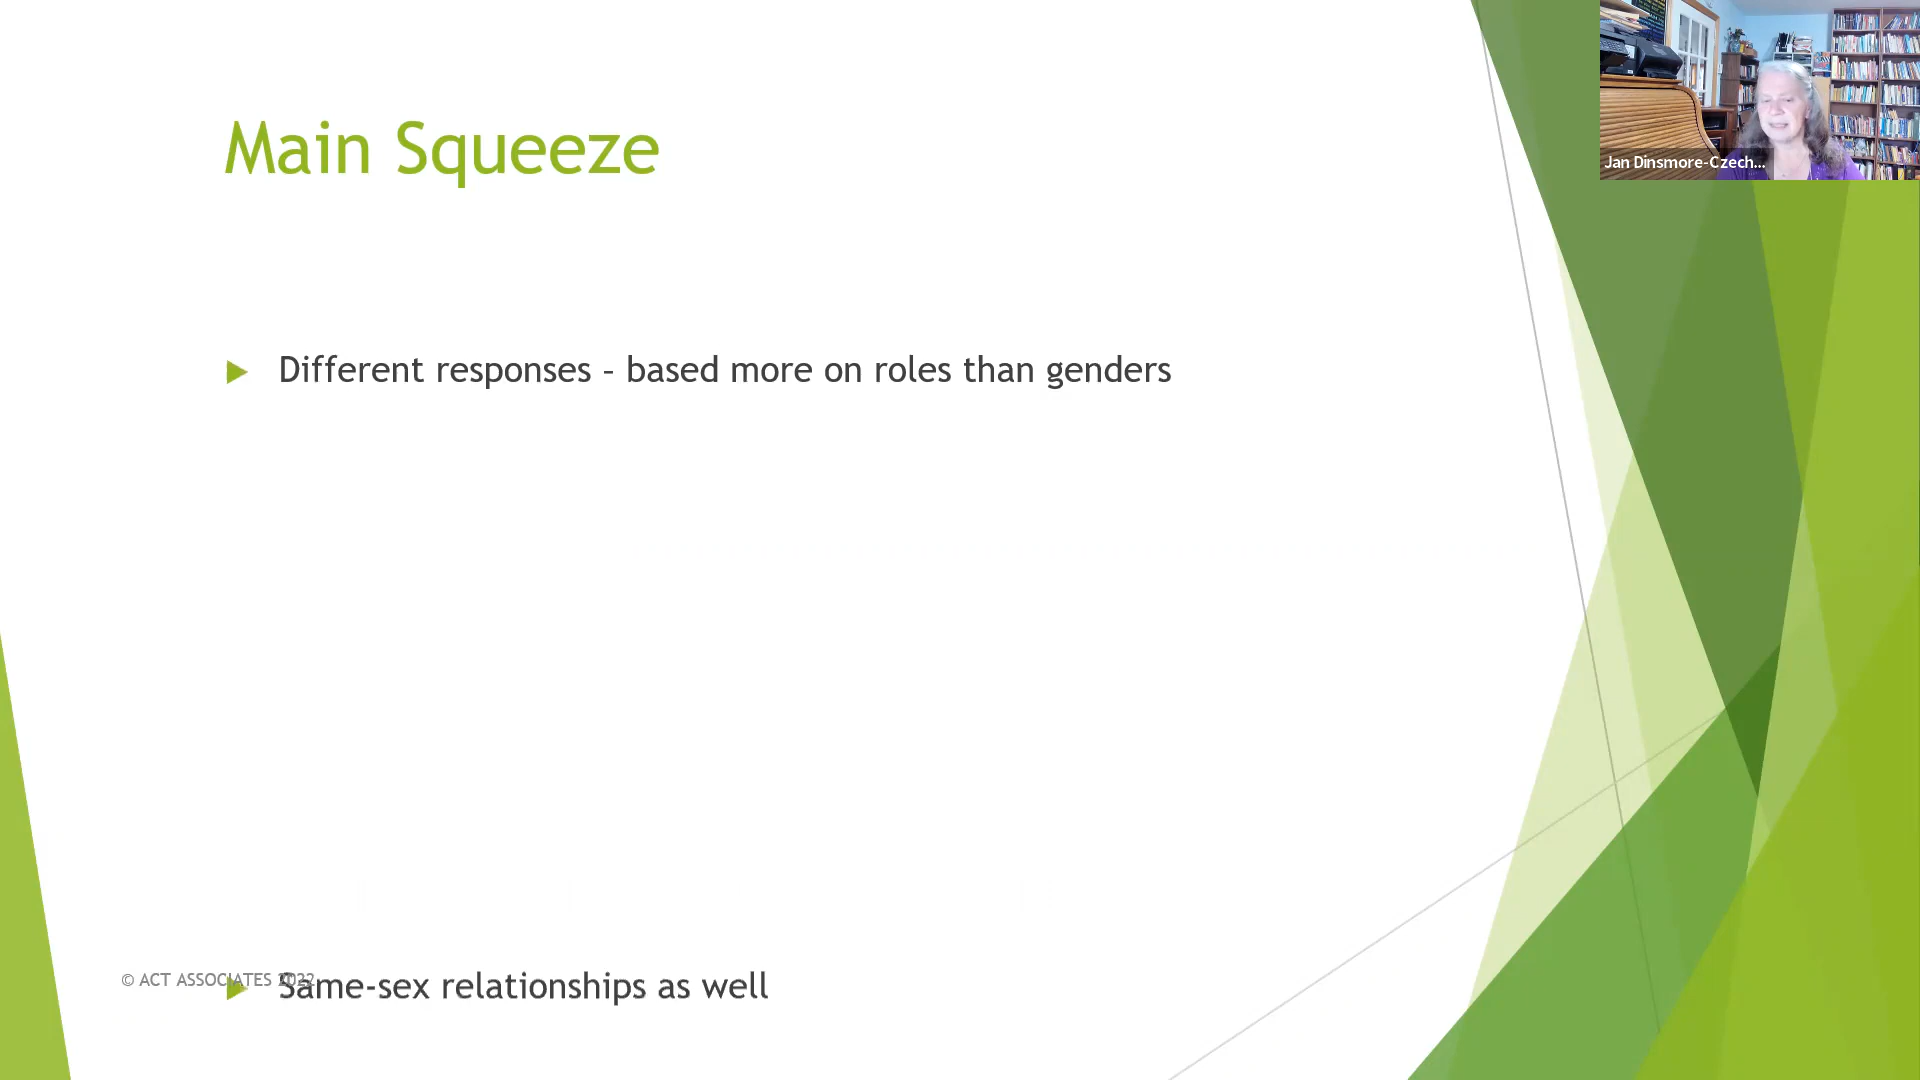 Main Squeeze
Jan Dinsmore-Czech...
Different responses – based more on roles than genders
Same-sex relationships as well
© ACT ASSOCIATES 2022